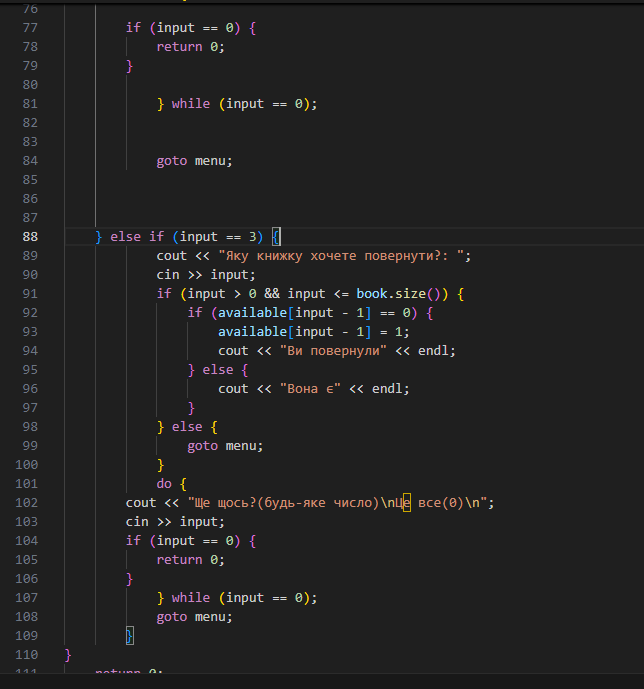 76
77 if (input == 0) {
78 return 0;
79 }
80
81 } while (input == 0);
82
83
84 goto menu;
85
86
87
88 } else if (input == 3) {
89 cout << "Яку книжку хочете повернути?: ";
90 cin >> input;
91 if (input > 0 && input <= book.size()) {
92 if (available[input - 1] == 0) {
93 available[input - 1] = 1;
94 cout << "Ви повернули" << endl;
95 } else {
96 cout << "Вона є" << endl;
97 }
98 } else {
99 goto menu;
100 }
101 do {
102 cout << "Ще щось?(будь-яке число)\nЦе все(0)\n";
103 cin >> input;
104 if (input == 0) {
105 return 0;
106 }
107 } while (input == 0);
108 goto menu;
109 }
110 }
111 return 0;